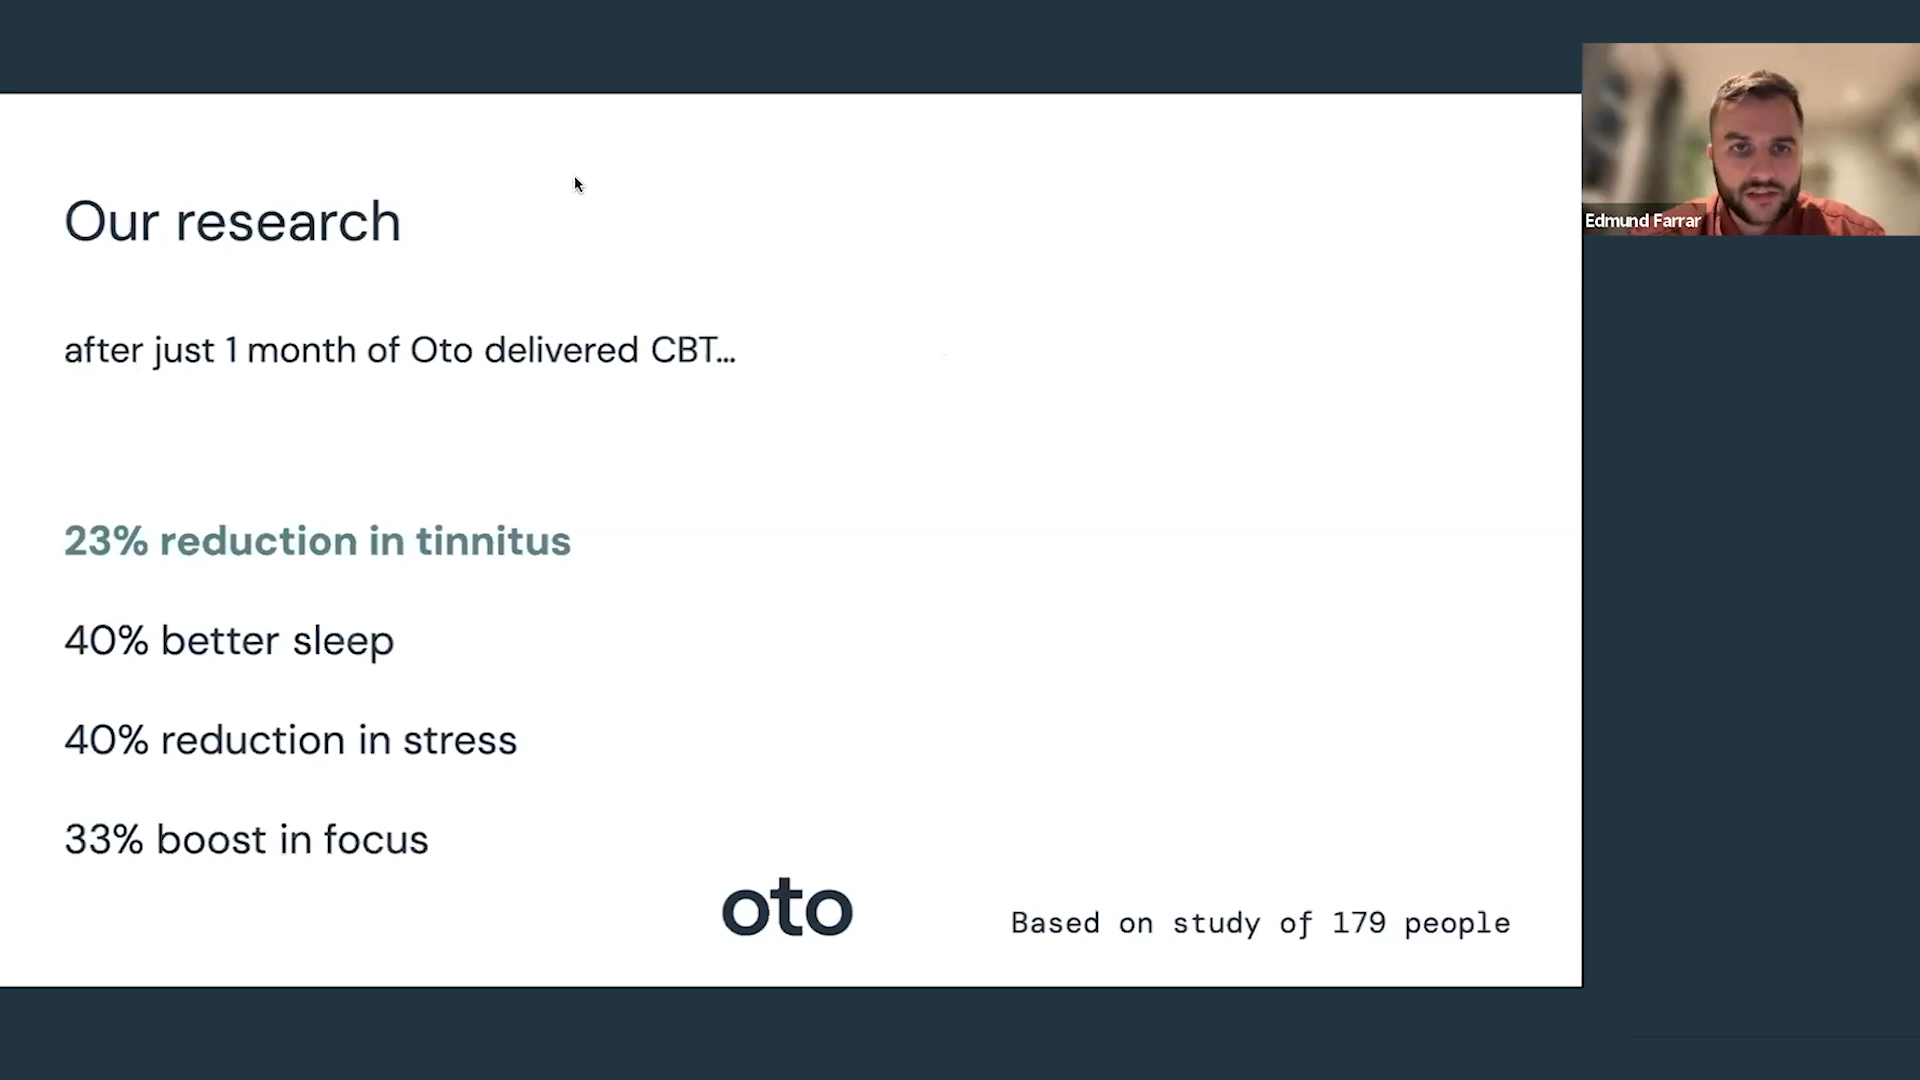 Our research
after just 1 month of Oto delivered CBT...
23% reduction in tinnitus
40% better sleep
40% reduction in stress
33% boost in focus
oto
Based on study of 179 people
Edmund Farrar